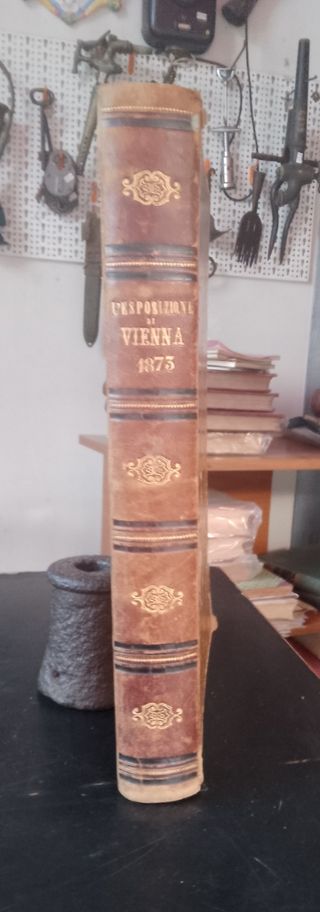 L'ESPOSIZIONE
DI
VIENNA
1873